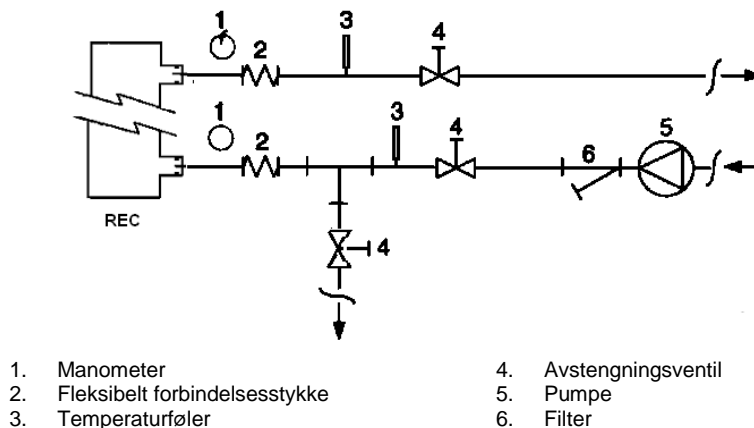 1 2 3 4
1 2 3 4 6 5
REC
4
1. Manometer
2. Fleksibelt forbindelsesstykke
3. Temperaturføler
4. Avstengningsventil
5. Pumpe
6. Filter